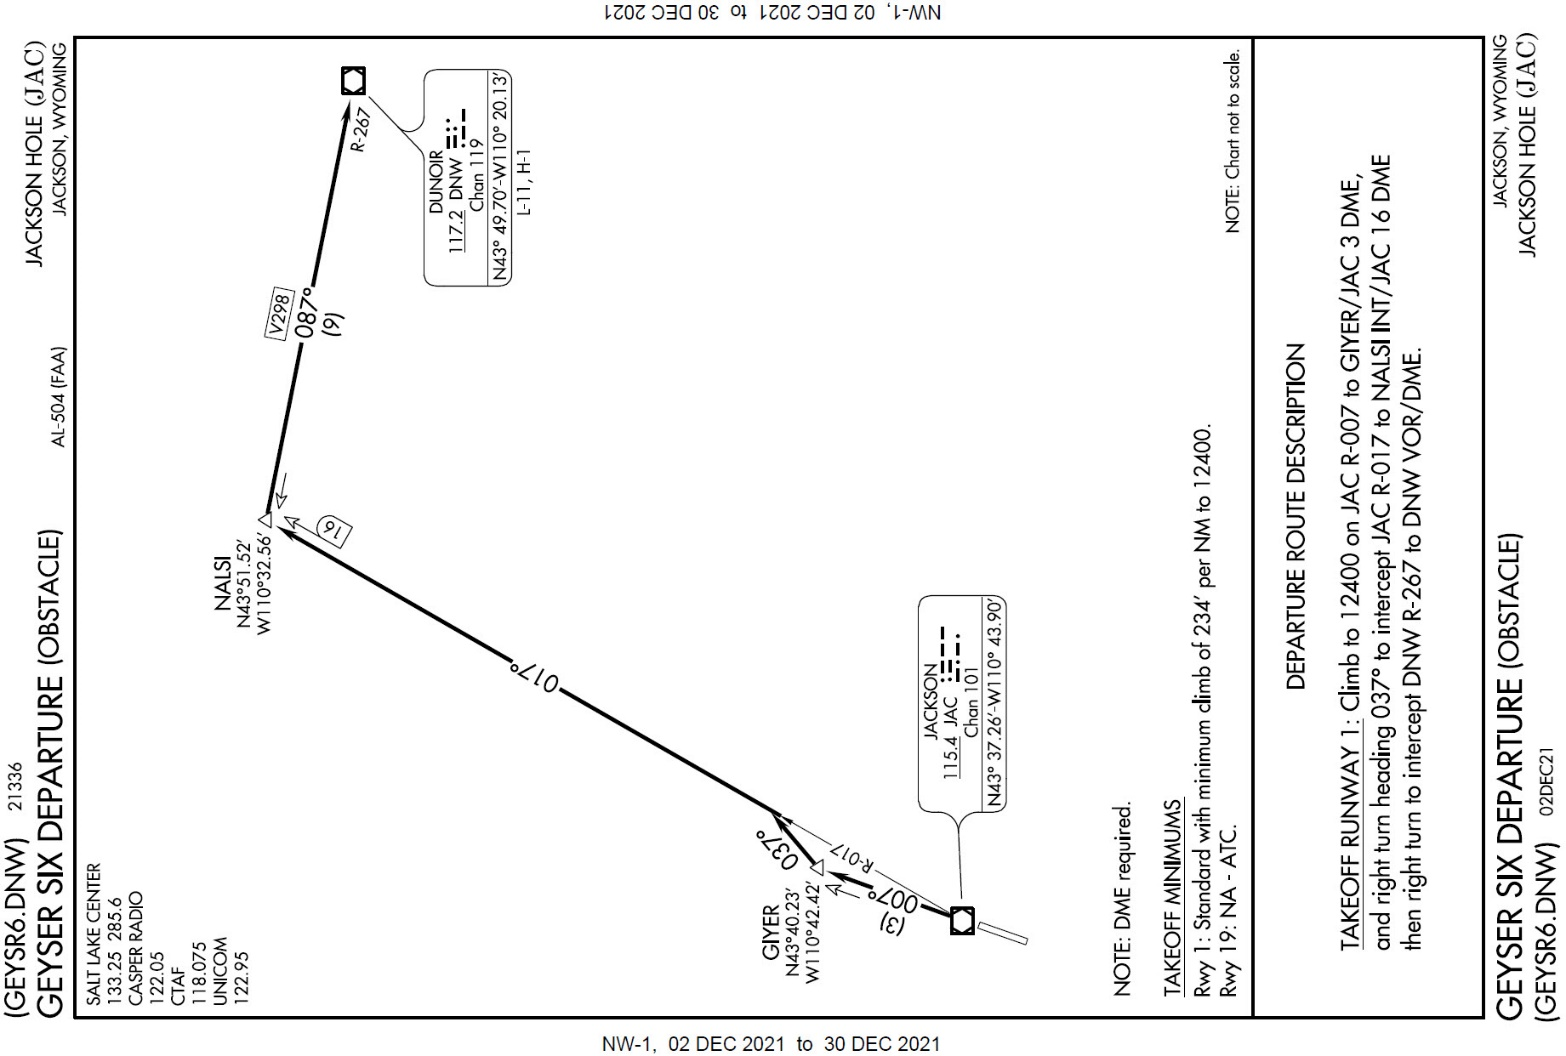 (GEYSR6.DNW) 21336
GEYSER SIX DEPARTURE (OBSTACLE)
AL-504 (FAA)
JACKSON HOLE (JAC)
JACKSON, WYOMING
SALT LAKE CENTER
133.25 285.6
CASPER RADIO
122.05
CTAF
118.075
UNICOM
122.95
NALSI
N43°51.52'
W110°32.56'
V298
087°
(9)
R-267
DUNOIR
117.2 DNW
Chan 119
N43° 49.70'-W110° 20.13'
L-11, H-1
16
017°
037°
R-017
GIYER
N43°40.23'
W110°42.42'
007°
(3)
JACKSON
115.4 JAC
Chan 101
N43° 37.26'-W110° 43.90'
NOTE: DME required.
TAKEOFF MINIMUMS
Rwy 1: Standard with minimum climb of 234' per NM to 12400.
Rwy 19: NA - ATC.
NOTE: Chart not to scale.
DEPARTURE ROUTE DESCRIPTION
TAKEOFF RUNWAY 1: Climb to 12400 on JAC R-007 to GIYER/JAC 3 DME,
and right turn heading 037° to intercept JAC R-017 to NALSI INT/JAC 16 DME
then right turn to intercept DNW R-267 to DNW VOR/DME.
GEYSER SIX DEPARTURE (OBSTACLE)
(GEYSR6.DNW) 02DEC21
JACKSON, WYOMING
JACKSON HOLE (JAC)
NW-1, 02 DEC 2021 to 30 DEC 2021
NW-1, 02 DEC 2021 to 30 DEC 2021